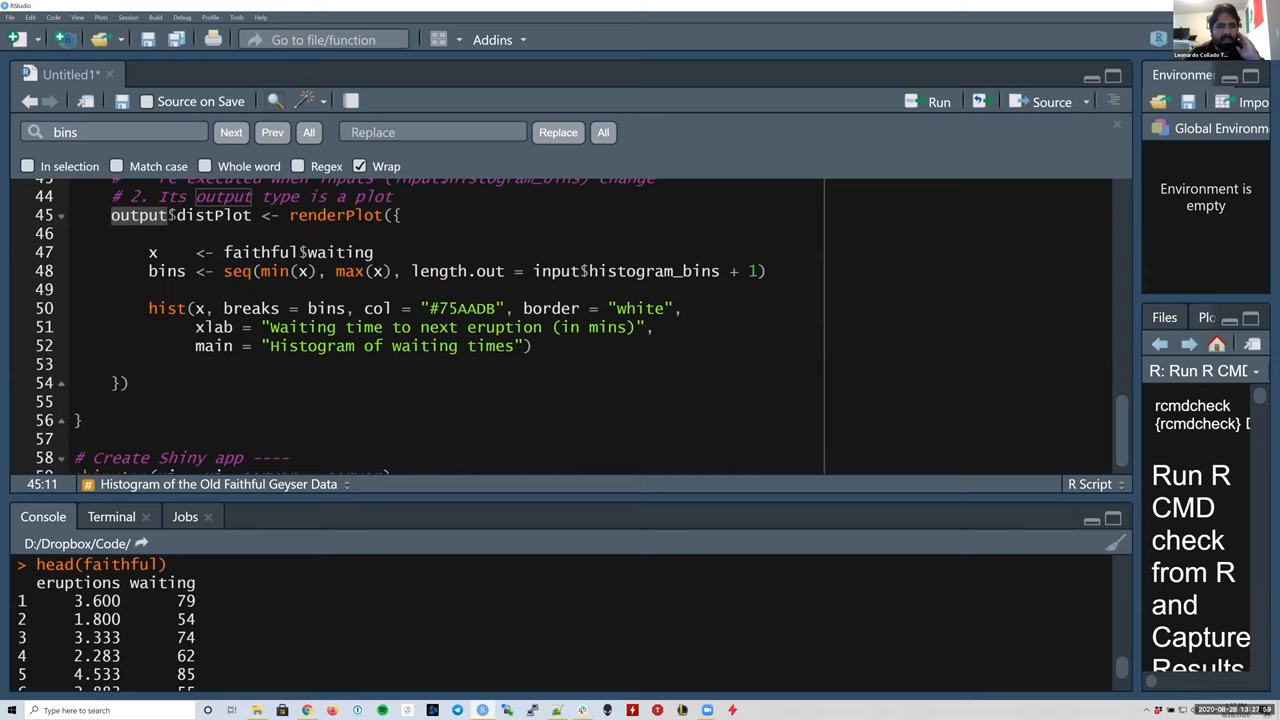 RStudio
File Edit Code View Plots Session Build Debug Profile Tools Help
Go to file/function
Addins
Leonardo Collado T...
Untitled1*
Source on Save
Run
Source
bins
Next
Prev
All
Replace
Replace
All
In selection
Match case
Whole word
Regex
Wrap
re executed when inputs (input$histogram_bins) change
44 # 2. Its output type is a plot
45 output$distPlot <- renderPlot({
46
47 x <- faithful$waiting
48 bins <- seq(min(x), max(x), length.out = input$histogram_bins + 1)
49
50 hist(x, breaks = bins, col = "#75AADB", border = "white",
51 xlab = "Waiting time to next eruption (in mins)",
52 main = "Histogram of waiting times")
53
54 })
55
56 }
57
58 # Create Shiny app ----
45:11
Histogram of the Old Faithful Geyser Data
R Script
Console
Terminal
Jobs
D:/Dropbox/Code/
> head(faithful)
eruptions waiting
1 3.600 79
2 1.800 54
3 3.333 74
4 2.283 62
5 4.533 85
Environme
Impo
Global Environm
Environment is
empty
Files
Plo
R: Run R CMD
rcmdcheck
{rcmdcheck}
Run R
CMD
check
from R
and
Capture
Results
Type here to search
2020-08-28 13:27:59